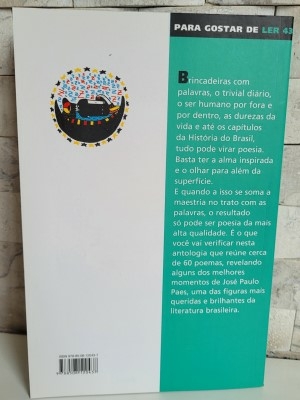 PARA GOSTAR DE LER 43
Brincadeiras com
palavras, o trivial diário,
o ser humano por fora e
por dentro, as durezas da
vida e até os capítulos
da História do Brasil,
tudo pode virar poesia.
Basta ter a alma inspirada
e o olhar para além da
superfície.
E quando a isso se soma a
maestria no trato com as
palavras, o resultado
só pode ser poesia da mais
alta qualidade. É o que
você vai verificar nesta
antologia que reúne cerca
de 60 poemas, revelando
alguns dos melhores
momentos de José Paulo
Paes, uma das figuras mais
queridas e brilhantes da
literatura brasileira.